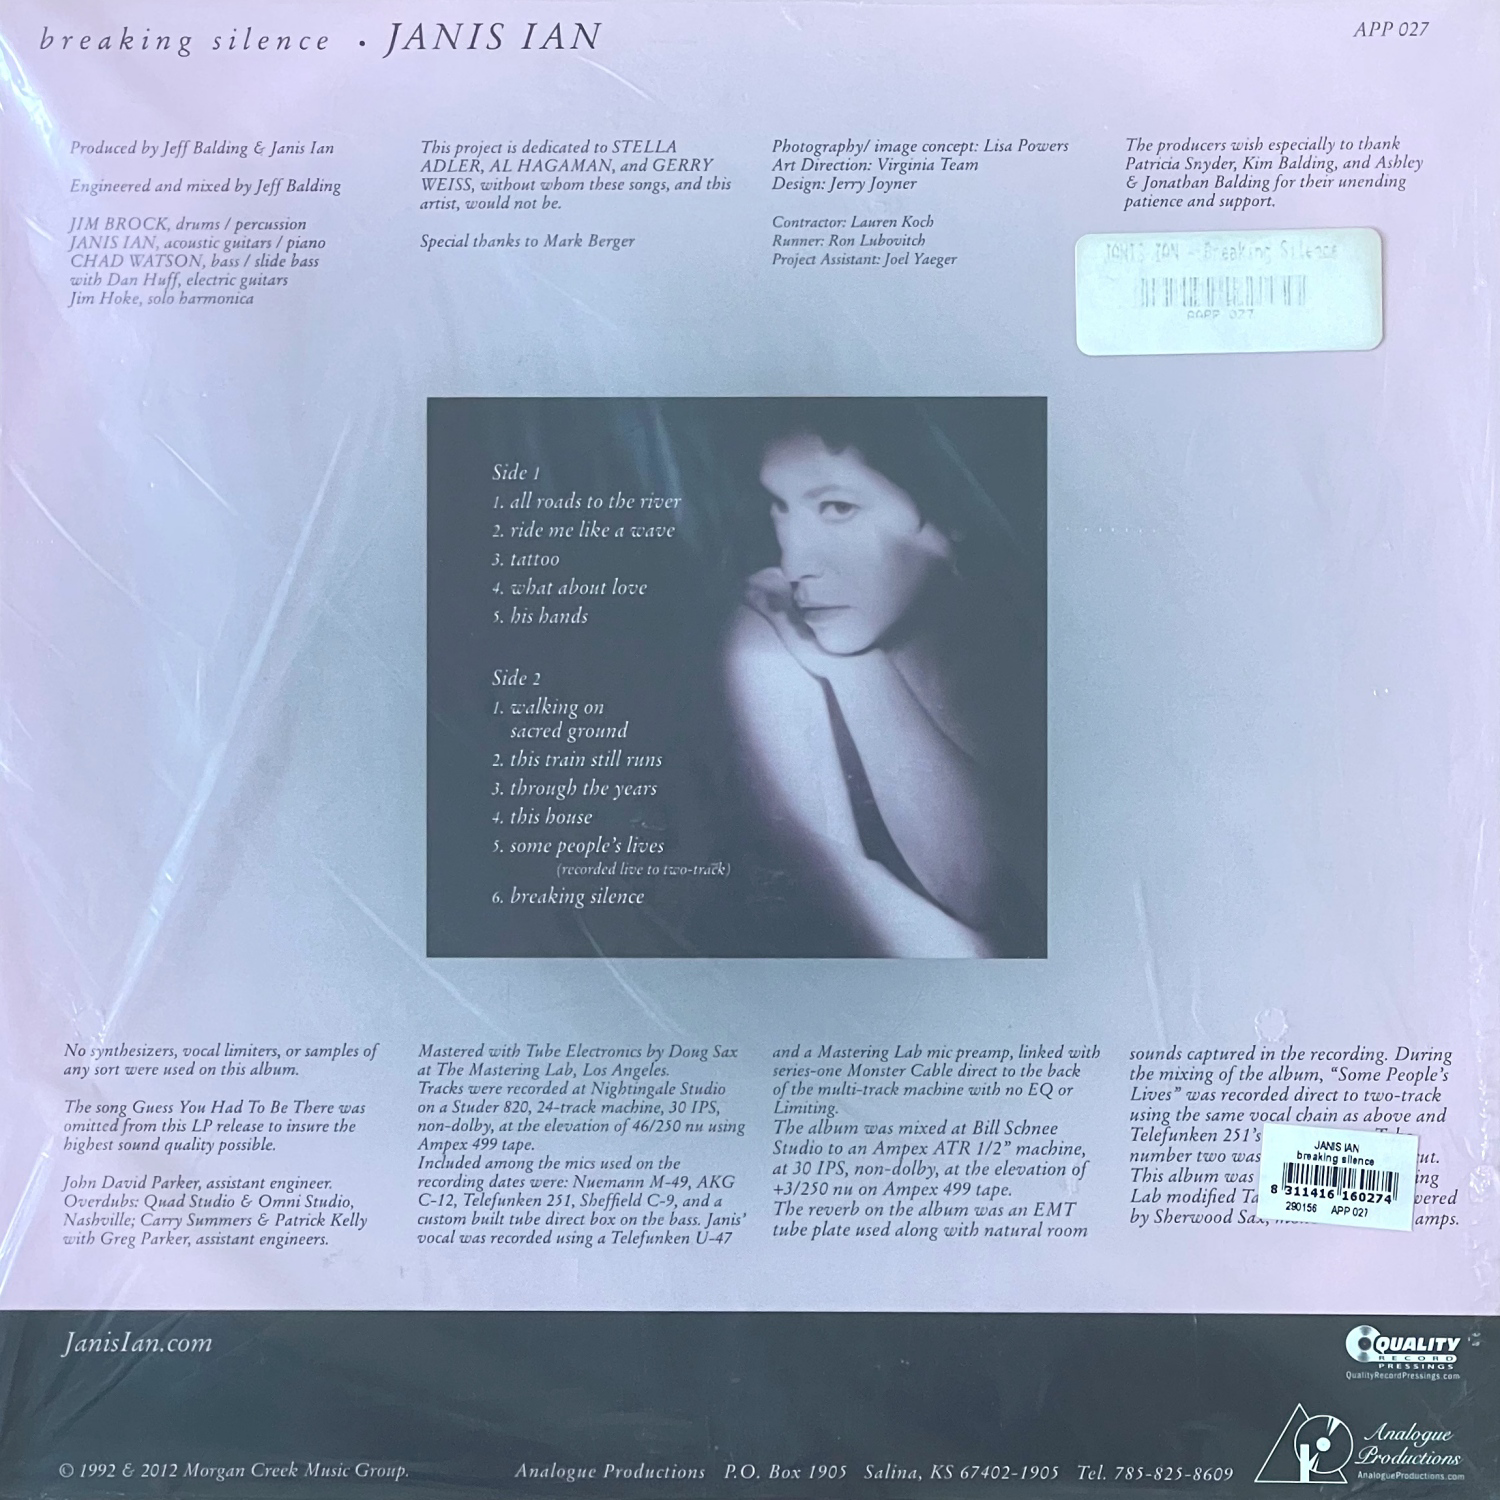 breaking silence • JANIS IAN
APP 027
Produced by Jeff Balding & Janis Ian
Engineered and mixed by Jeff Balding
JIM BROCK, drums / percussion
JANIS IAN, acoustic guitars / piano
CHAD WATSON, bass / slide bass
with Dan Huff, electric guitars
Jim Hoke, solo harmonica
This project is dedicated to STELLA
ADLER, AL HAGAMAN, and GERRY
WEISS, without whom these songs, and this
artist, would not be.
Special thanks to Mark Berger
Photography/ image concept: Lisa Powers
Art Direction: Virginia Team
Design: Jerry Joyner
Contractor: Lauren Koch
Runner: Ron Lubovitch
Project Assistant: Joel Yaeger
The producers wish especially to thank
Patricia Snyder, Kim Balding, and Ashley
& Jonathan Balding for their unending
patience and support.
JANIS IAN - Breaking Silence
AAPP 027
Side 1
1. all roads to the river
2. ride me like a wave
3. tattoo
4. what about love
5. his hands
Side 2
1. walking on
sacred ground
2. this train still runs
3. through the years
4. this house
5. some people's lives
(recorded live to two-track)
6. breaking silence
No synthesizers, vocal limiters, or samples of
any sort were used on this album.
The song Guess You Had To Be There was
omitted from this LP release to insure the
highest sound quality possible.
John David Parker, assistant engineer.
Overdubs: Quad Studio & Omni Studio,
Nashville; Carry Summers & Patrick Kelly
with Greg Parker, assistant engineers.
Mastered with Tube Electronics by Doug Sax
at The Mastering Lab, Los Angeles.
Tracks were recorded at Nightingale Studio
on a Studer 820, 24-track machine, 30 IPS,
non-dolby, at the elevation of 46/250 nu using
Ampex 499 tape.
Included among the mics used on the
recording dates were: Nuemann M-49, AKG
C-12, Telefunken 251, Sheffield C-9, and a
custom built tube direct box on the bass. Janis'
vocal was recorded using a Telefunken U-47
and a Mastering Lab mic preamp, linked with
series-one Monster Cable direct to the back
of the multi-track machine with no EQ or
Limiting.
The album was mixed at Bill Schnee
Studio to an Ampex ATR 1/2" machine,
at 30 IPS, non-dolby, at the elevation of
+3/250 nu on Ampex 499 tape.
The reverb on the album was an EMT
tube plate used along with natural room
sounds captured in the recording. During
the mixing of the album, "Some People's
Lives" was recorded direct to two-track
using the same vocal chain as above and
Telefunken 251's
number two was
This album was
Lab modified
by Sherwood Sax, amps.
JANIS IAN
breaking silence
8 311416 160274
290156 APP 027
JanisIan.com
QUALITY
RECORD
PRESSINGS
QualityRecordPressings.com
© 1992 & 2012 Morgan Creek Music Group.
Analogue Productions P.O. Box 1905 Salina, KS 67402-1905 Tel. 785-825-8609
Analogue
Productions
AnalogueProductions.com